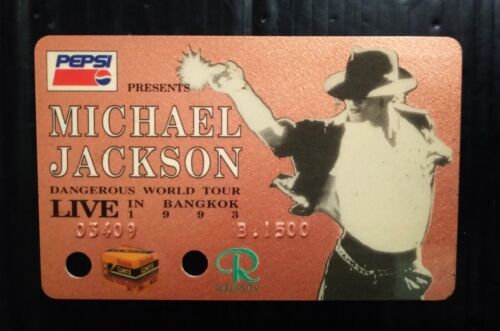 PEPSI
PRESENTS
MICHAEL
JACKSON
DANGEROUS WORLD TOUR
LIVE IN BANGKOK
1993
03409 B.1500
R